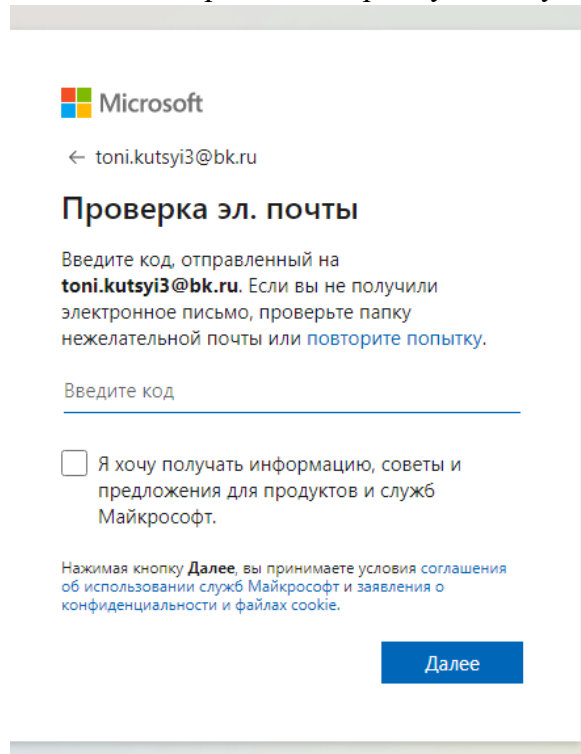 Microsoft
← toni.kutsyi3@bk.ru
Проверка эл. почты
Введите код, отправленный на
toni.kutsyi3@bk.ru. Если вы не получили
электронное письмо, проверьте папку
нежелательной почты или повторите попытку.
Введите код
Я хочу получать информацию, советы и
предложения для продуктов и служб
Майкрософт.
Нажимая кнопку Далее, вы принимаете условия соглашения
об использовании служб Майкрософт и заявления о
конфиденциальности и файлах cookie.
Далее